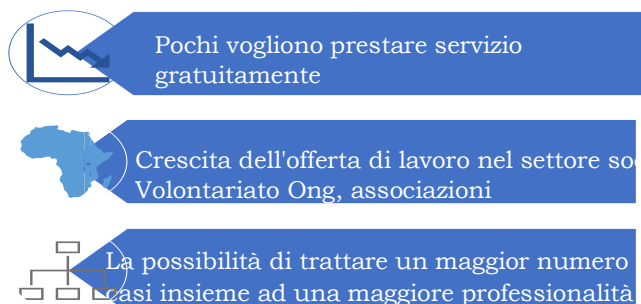 Pochi vogliono prestare servizio
gratuitamente
Crescita dell'offerta di lavoro nel settore
Volontariato Ong, associazioni
La possibilità di trattare un maggior numero
casi insieme ad una maggiore professionalità